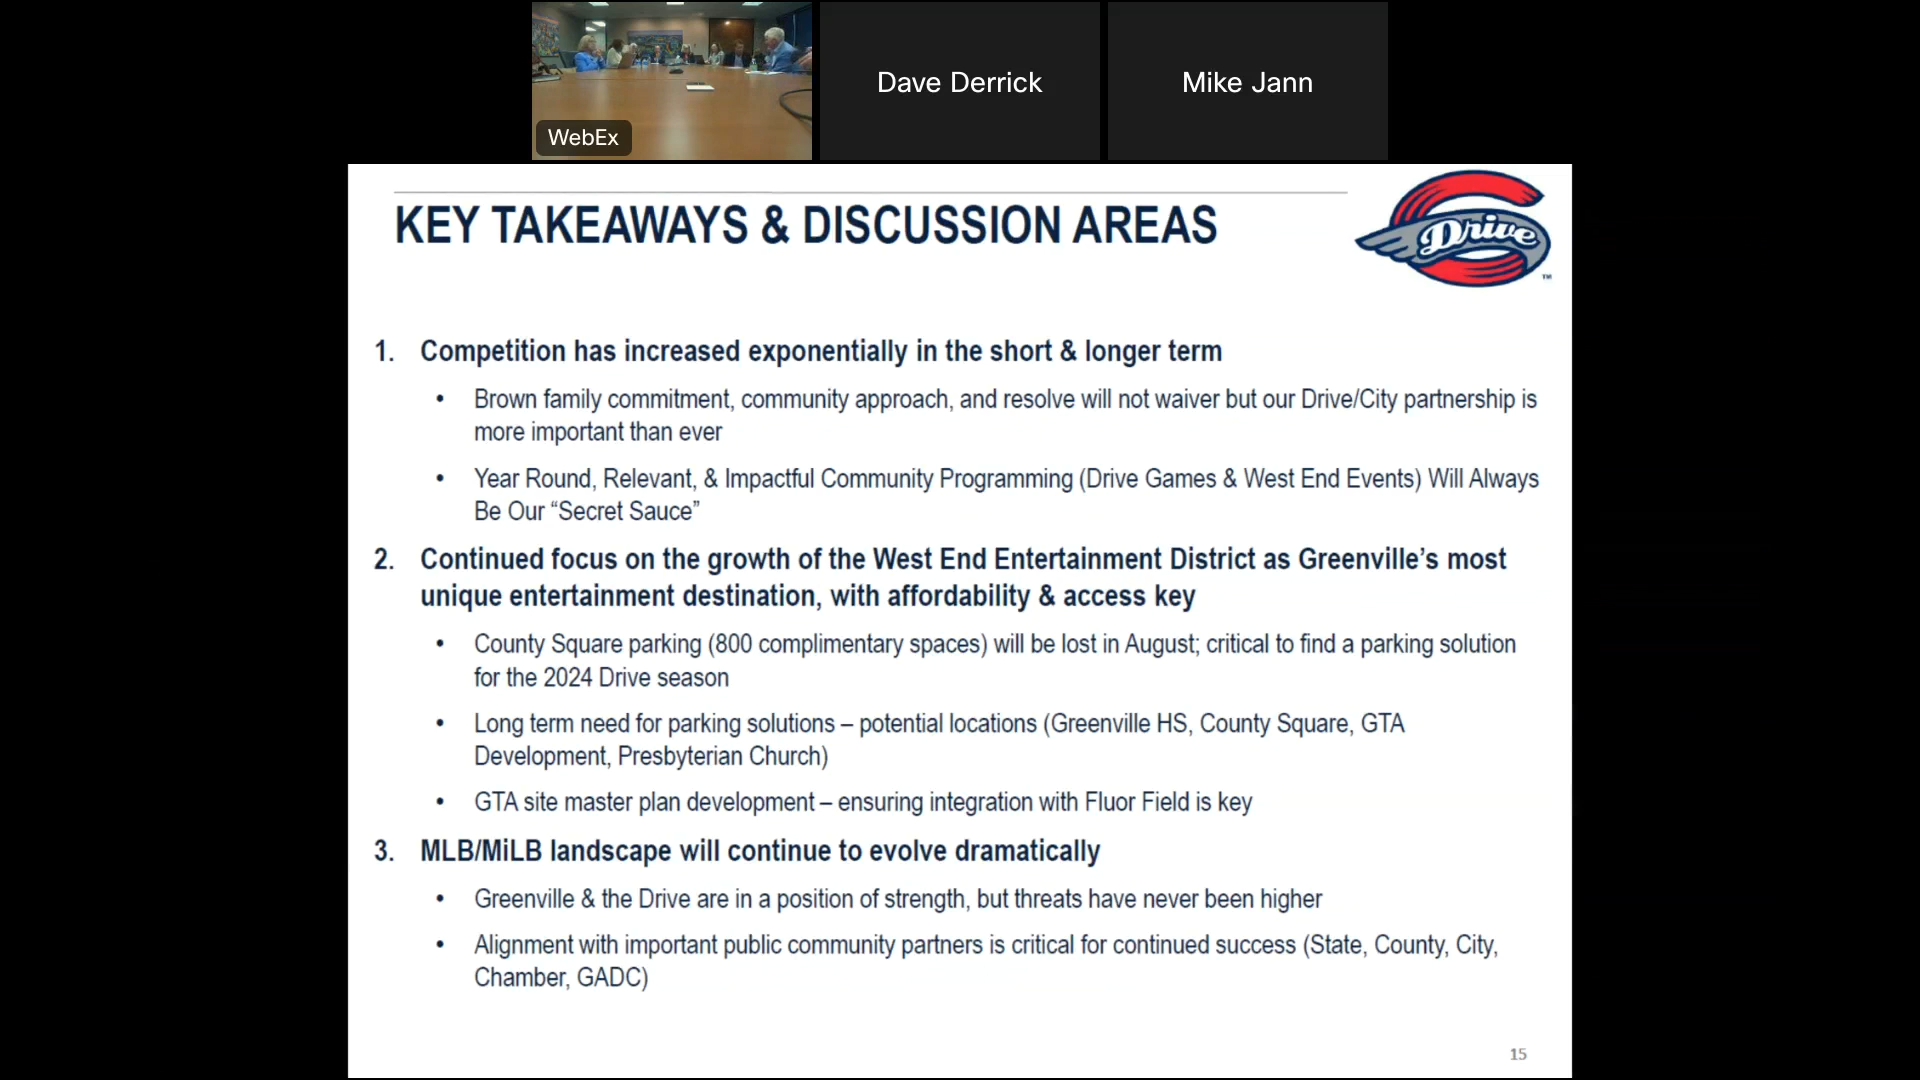 WebEx
Dave Derrick
Mike Jann
KEY TAKEAWAYS & DISCUSSION AREAS
Drive
TM
1. Competition has increased exponentially in the short & longer term
• Brown family commitment, community approach, and resolve will not waiver but our Drive/City partnership is
more important than ever
• Year Round, Relevant, & Impactful Community Programming (Drive Games & West End Events) Will Always
Be Our “Secret Sauce”
2. Continued focus on the growth of the West End Entertainment District as Greenville’s most
unique entertainment destination, with affordability & access key
• County Square parking (800 complimentary spaces) will be lost in August; critical to find a parking solution
for the 2024 Drive season
• Long term need for parking solutions – potential locations (Greenville HS, County Square, GTA
Development, Presbyterian Church)
• GTA site master plan development – ensuring integration with Fluor Field is key
3. MLB/MiLB landscape will continue to evolve dramatically
• Greenville & the Drive are in a position of strength, but threats have never been higher
• Alignment with important public community partners is critical for continued success (State, County, City,
Chamber, GADC)
15